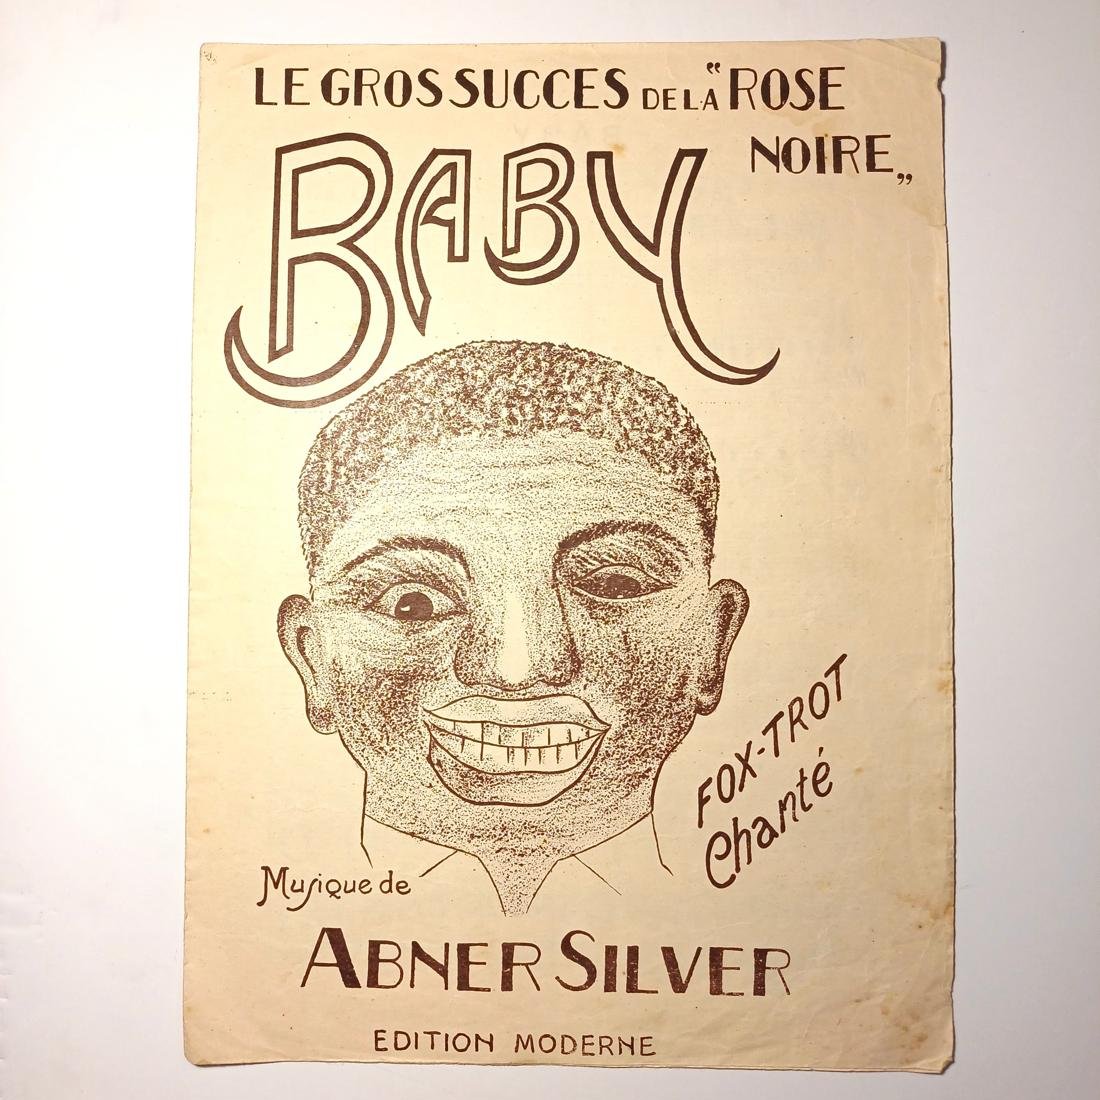 LE GROS SUCCES DE LA “ROSE
NOIRE„
BABY
FOX-TROT
Chanté
Musique de
ABNER SILVER
EDITION MODERNE